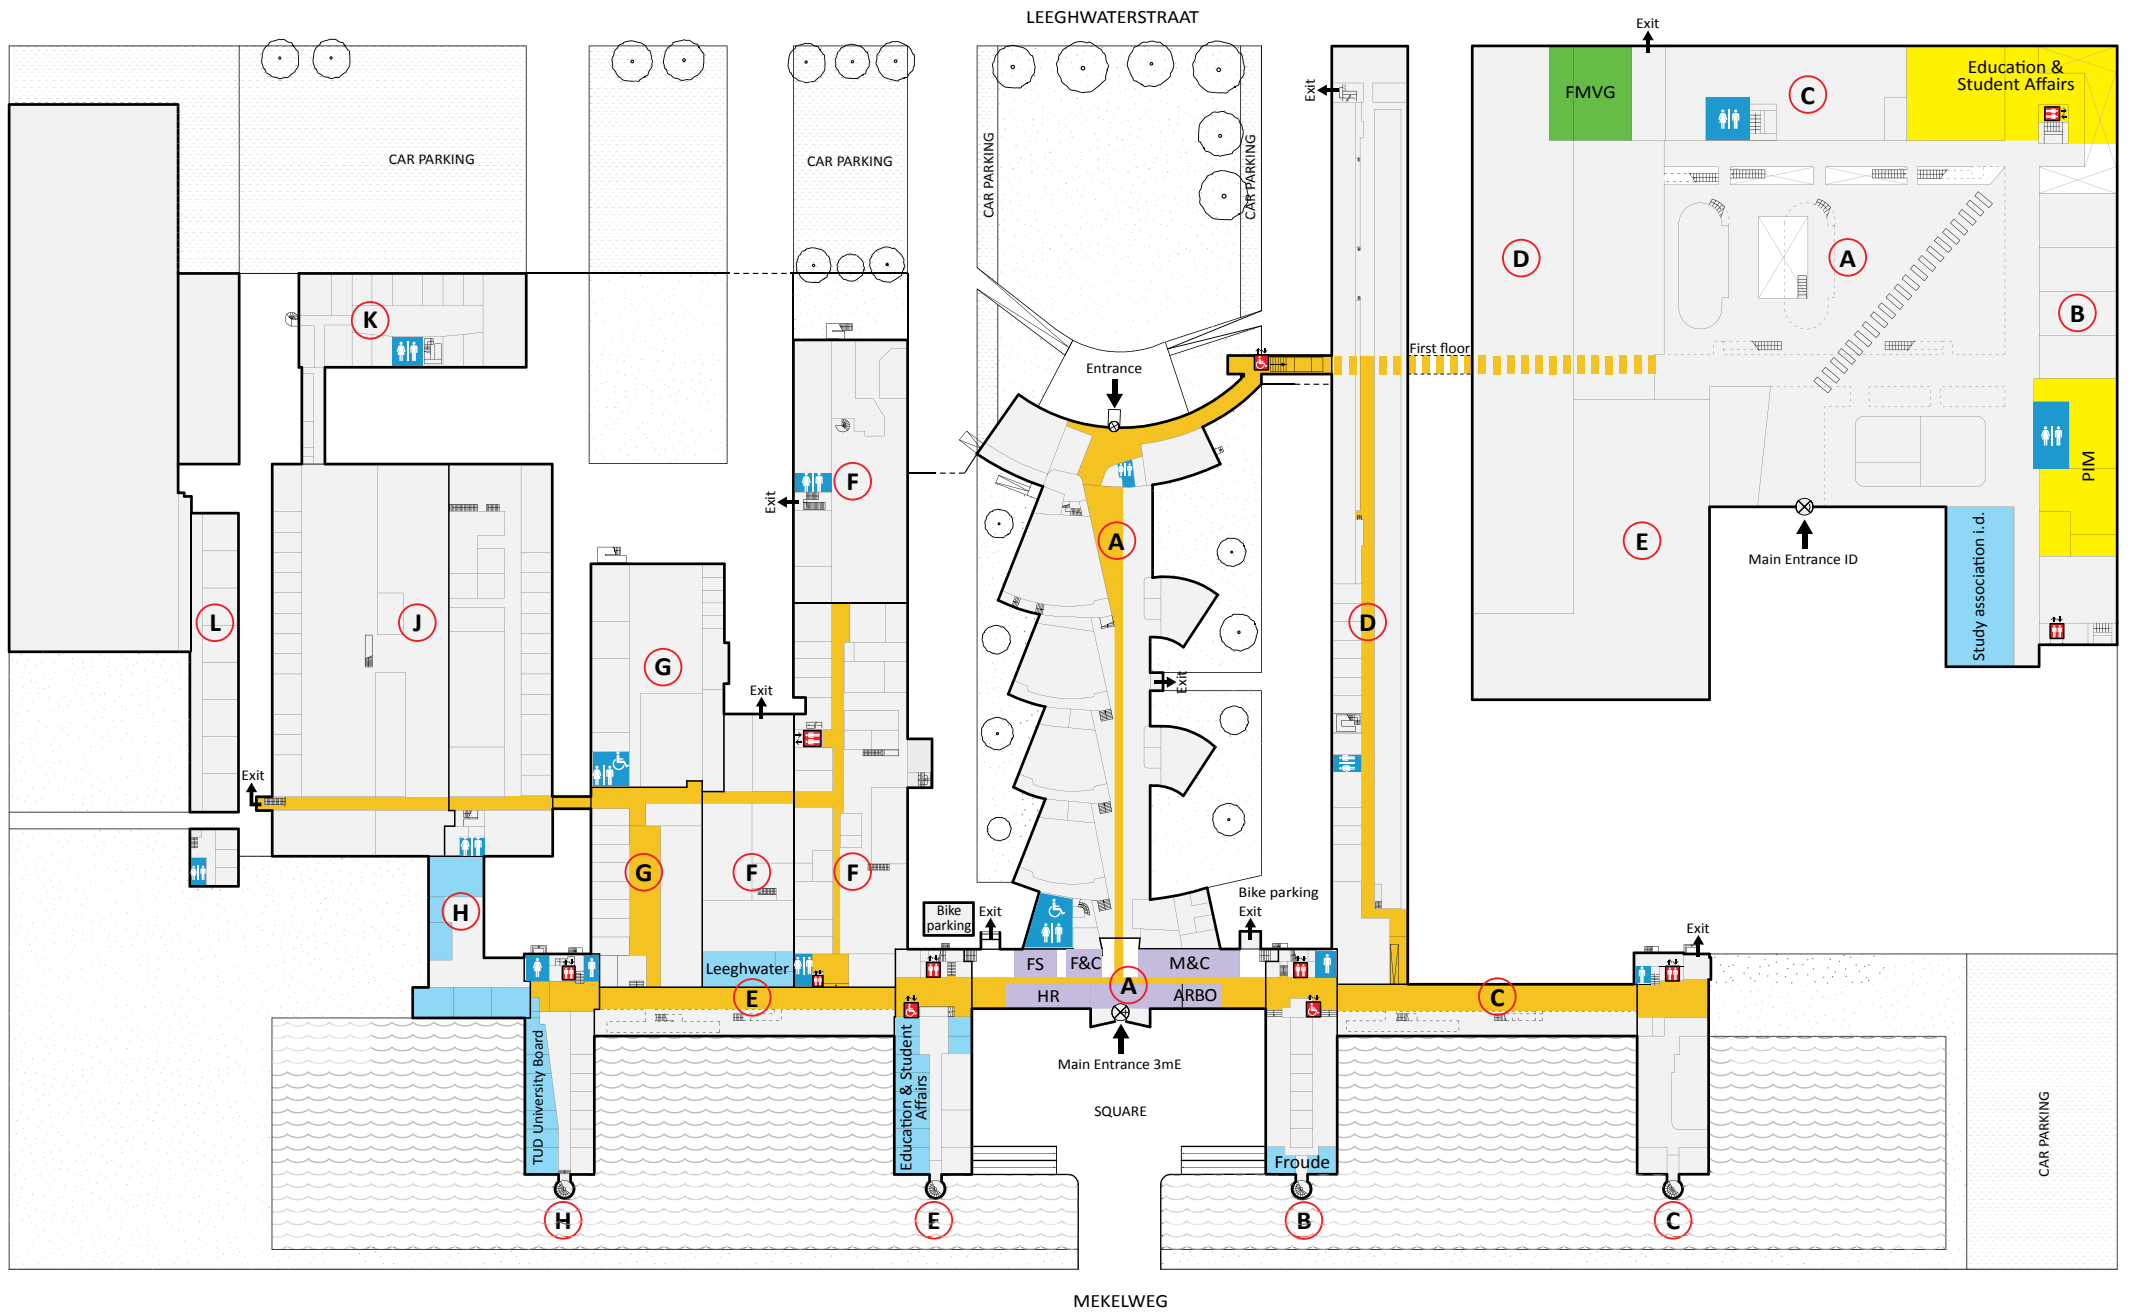 LEEGHWATERSTRAAT
Exit
Education &
Student Affairs
FMVG
C
Exit
CAR PARKING
CAR PARKING
CAR PARKING
CAR PARKING
D
A
B
K
First floor
Entrance
F
Exit
A
E
PIM
Main Entrance ID
Study association i.d.
L
J
D
G
Exit
Exit
Exit
G
F
F
H
Bike
parking
Exit
Bike parking
Exit
Exit
Leeghwater
FS
F&C
M&C
E
HR
A
ARBO
C
TUD University Board
Education & Student
Affairs
Main Entrance 3mE
SQUARE
Froude
CAR PARKING
H
E
B
C
MEKELWEG